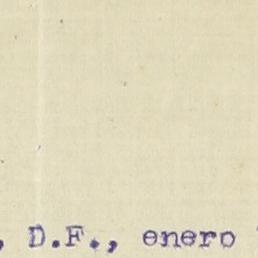 , D.F., enero